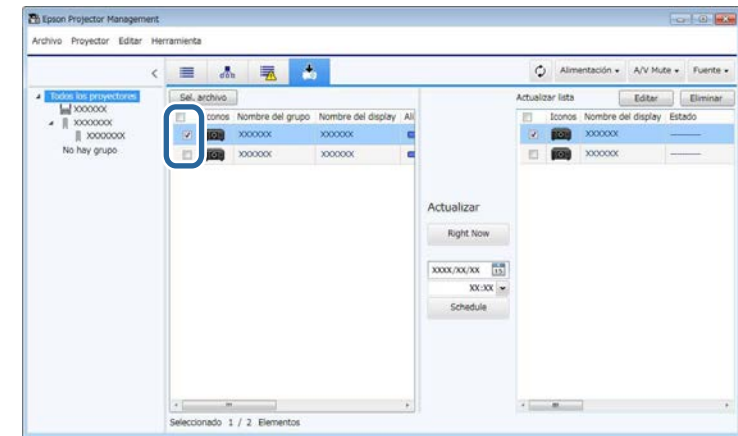 Epson Projector Management
Archivo Proyector Editar Herramienta
Alimentación A/V Mute Fuente
Todos los proyectores
XXXXXX
XXXXXXX
XXXXXXX
No hay grupo
Sel. archivo
Iconos Nombre del grupo Nombre del display Ali
XXXXXX XXXXXX
XXXXXX XXXXXX
Actualizar
Right Now
XXXX/XX/XX 15
XX:XX
Schedule
Actualizar lista Editar Eliminar
Iconos Nombre del display Estado
XXXXXX ———
XXXXXX ———
Seleccionado 1 / 2 Elementos